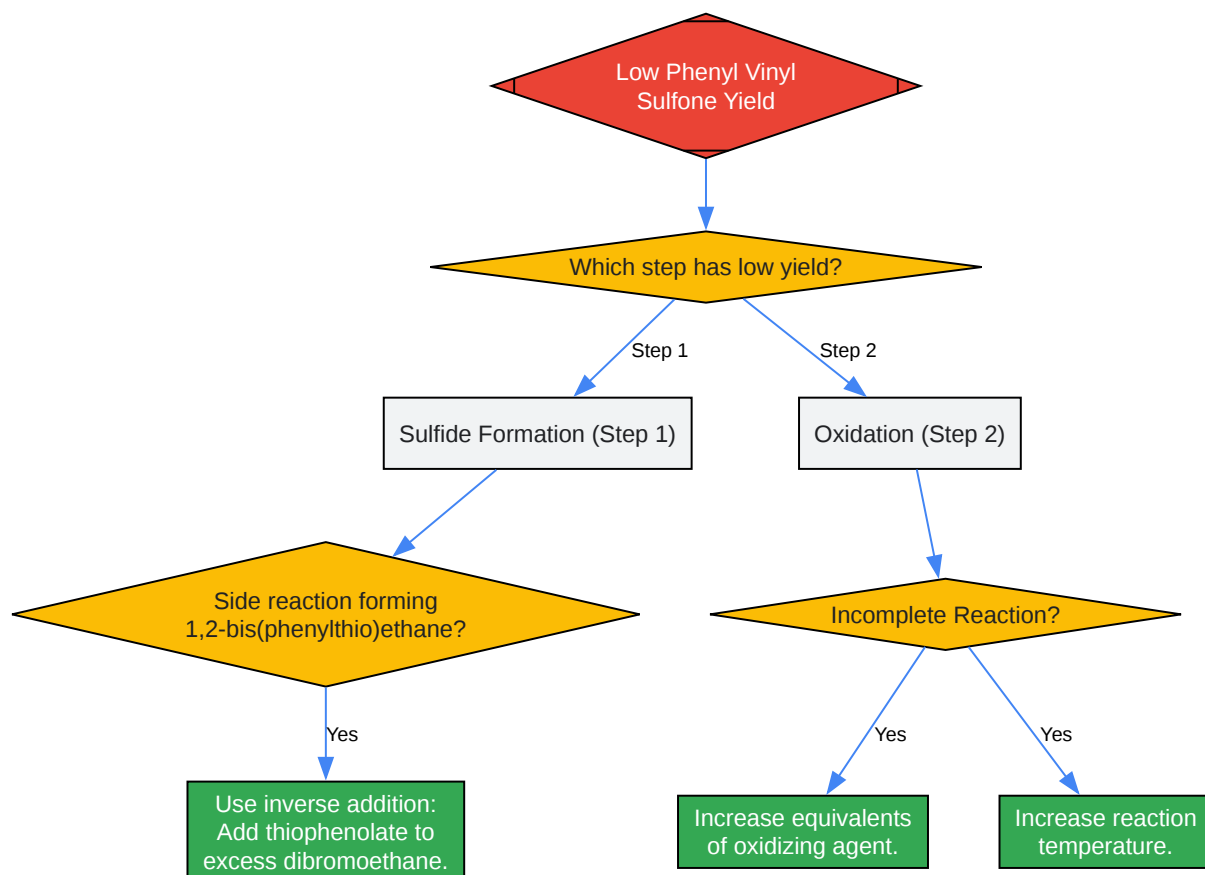 Low Phenyl Vinyl
Sulfone Yield
Which step has low yield?
Step 1
Step 2
Sulfide Formation (Step 1)
Oxidation (Step 2)
Side reaction forming
1,2-bis(phenylthio)ethane?
Incomplete Reaction?
Yes
Yes
Yes
Use inverse addition:
Add thiophenolate to
excess dibromoethane.
Increase equivalents
of oxidizing agent.
Increase reaction
temperature.